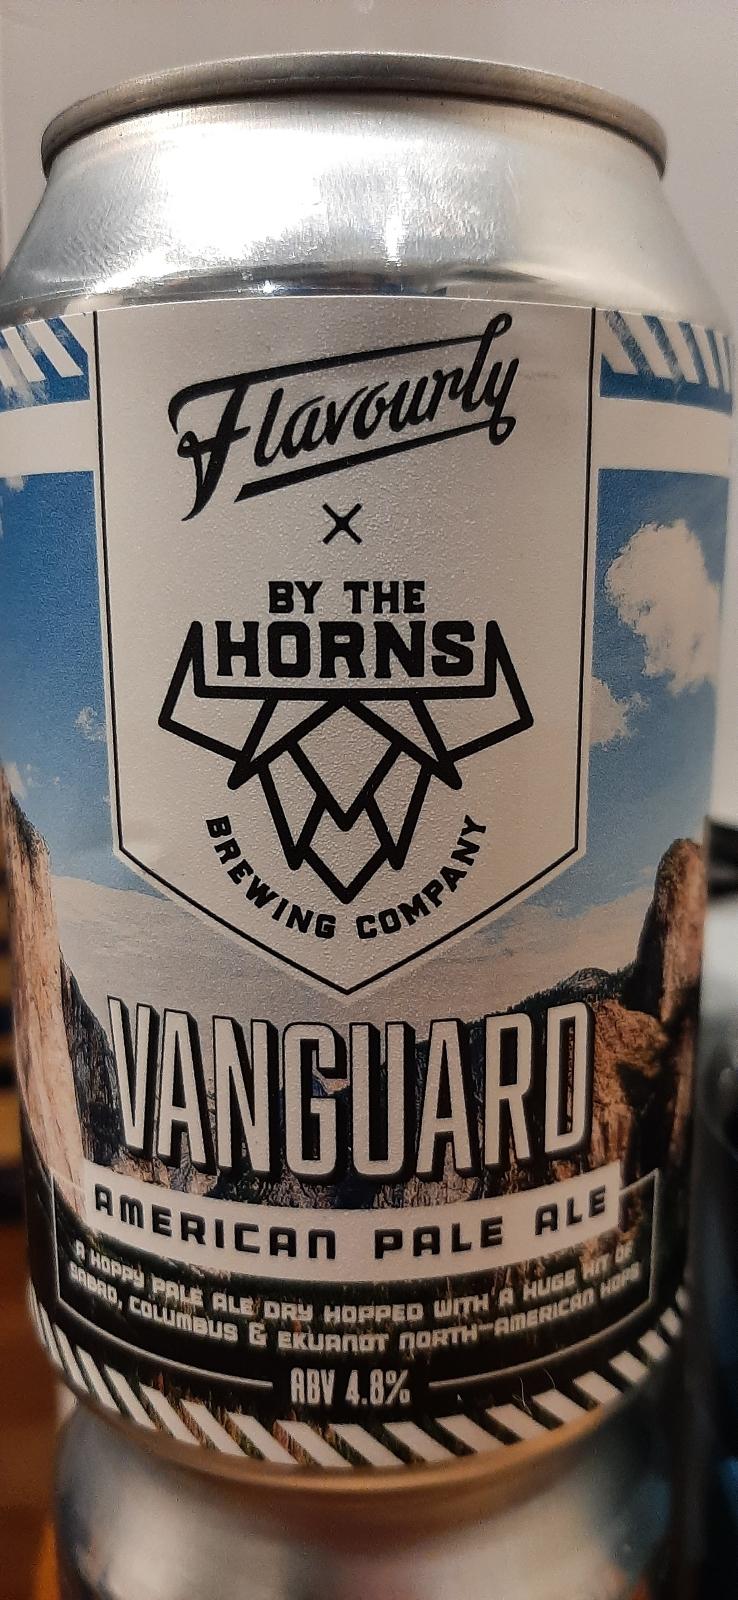 Flavourly
X
BY THE
HORNS
BREWING COMPANY
VANGUARD
AMERICAN PALE ALE
A HOPPY PALE ALE DRY HOPPED WITH A HUGE HIT OF
SABRO, COLUMBUS & EKUANOT NORTH-AMERICAN HOPS
ABV 4.8%